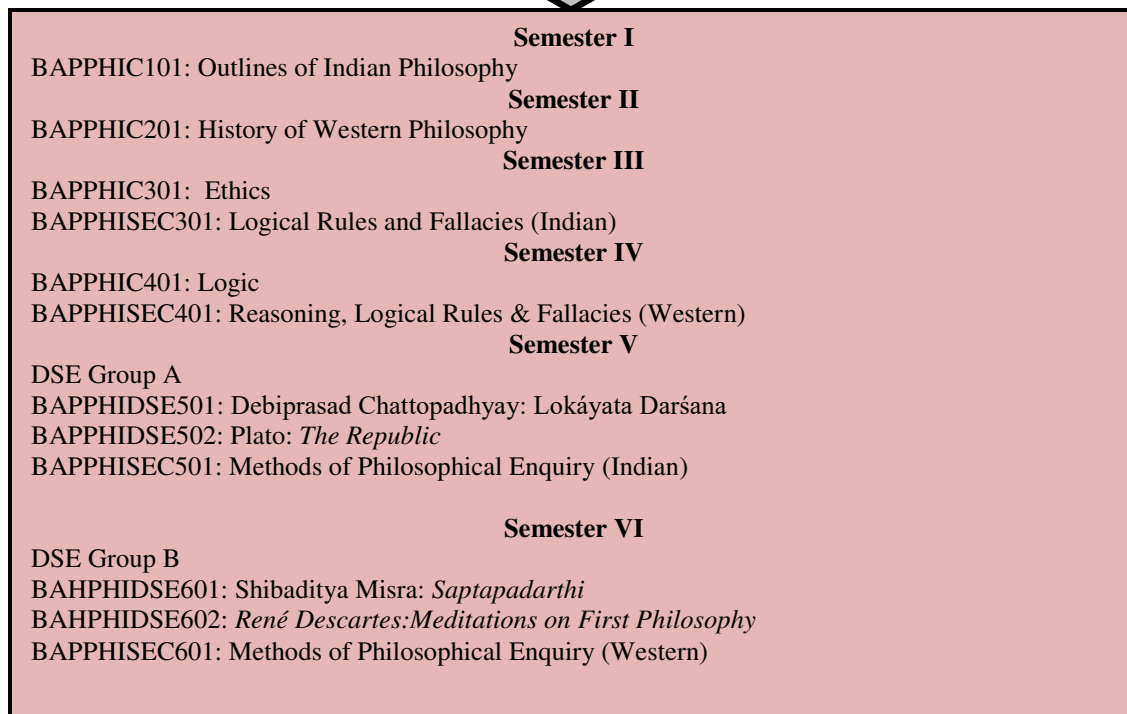 Semester I
BAPPHIC101: Outlines of Indian Philosophy
Semester II
BAPPHIC201: History of Western Philosophy
Semester III
BAPPHIC301:  Ethics
BAPPHISEC301: Logical Rules and Fallacies (Indian)
Semester IV
BAPPHIC401: Logic
BAPPHISEC401: Reasoning, Logical Rules & Fallacies (Western)
Semester V
DSE Group A
BAPPHIDSE501: Debiprasad Chattopadhyay: Lokáyata Darśana
BAPPHIDSE502: Plato: The Republic
BAPPHISEC501: Methods of Philosophical Enquiry (Indian)
Semester VI
DSE Group B
BAHPHIDSE601: Shibaditya Misra: Saptapadarthi
BAHPHIDSE602: René Descartes:Meditations on First Philosophy
BAPPHISEC601: Methods of Philosophical Enquiry (Western)